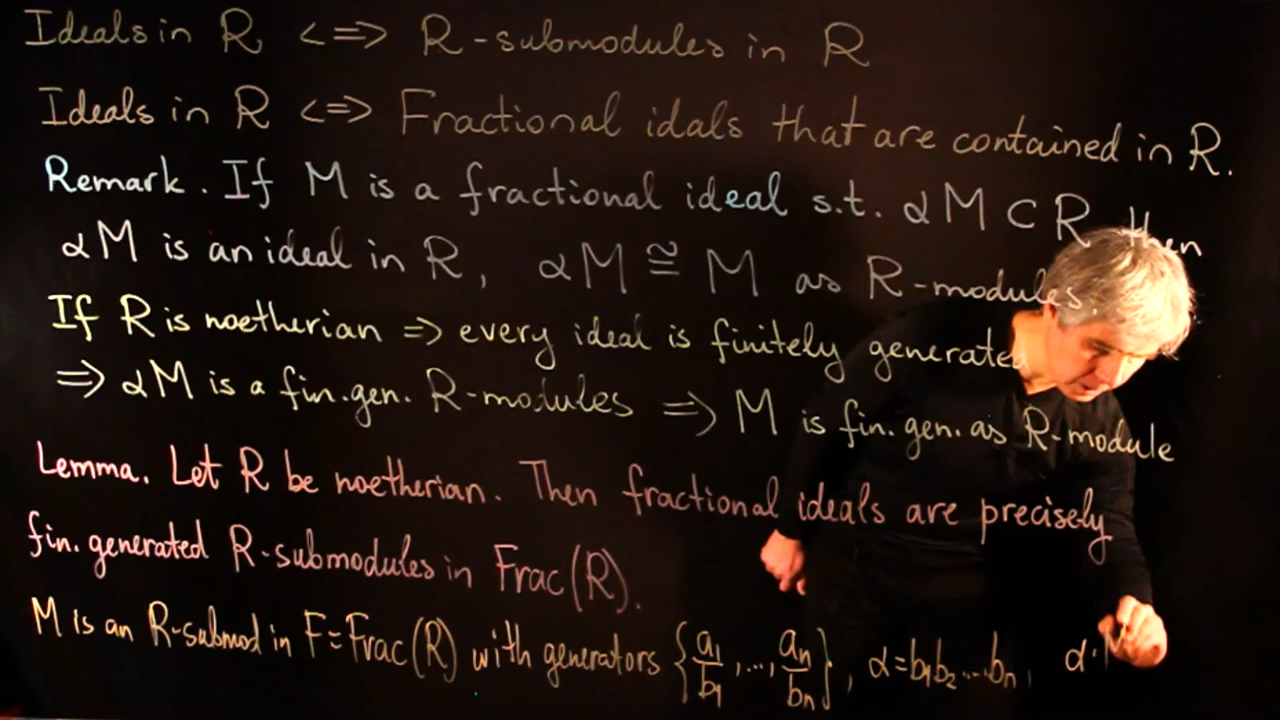 Ideals in R <=> R-submodules in R
Ideals in R <=> Fractional idals that are contained in R.
Remark. If M is a fractional ideal s.t. αM ⊂ R then
αM is an ideal in R, αM ≅ M as R-modules.
If R is noetherian => every ideal is finitely generated
=> αM is a fin.gen. R-modules => M is fin.gen. as R-module
Lemma. Let R be noetherian. Then fractional ideals are precisely
fin. generated R-submodules in Frac(R).
M is an R-submod in F=Frac(R) with generators {a₁/b₁, ..., aₙ/bₙ}, α=b₁b₂...bₙ, α·